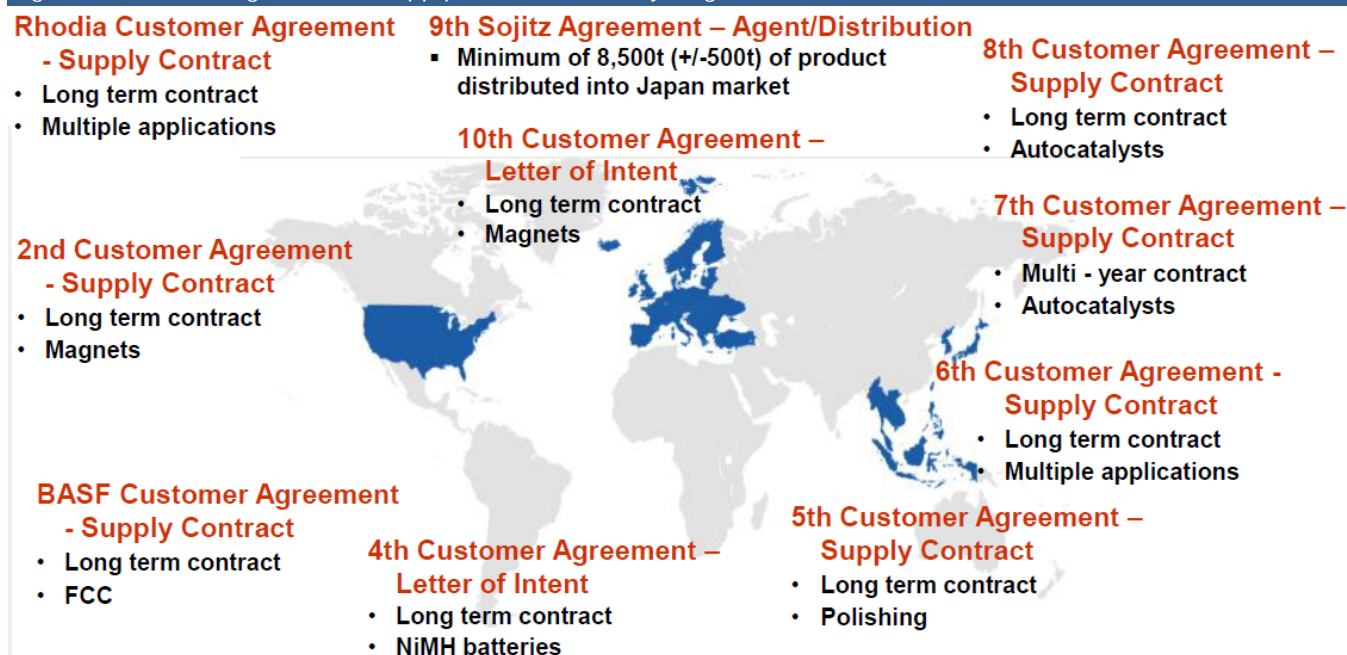 Rhodia Customer Agreement
- Supply Contract
• Long term contract
• Multiple applications
9th Sojitz Agreement – Agent/Distribution
▪ Minimum of 8,500t (+/-500t) of product
distributed into Japan market
8th Customer Agreement –
Supply Contract
• Long term contract
• Autocatalysts
10th Customer Agreement –
Letter of Intent
• Long term contract
• Magnets
7th Customer Agreement –
Supply Contract
• Multi - year contract
• Autocatalysts
2nd Customer Agreement
- Supply Contract
• Long term contract
• Magnets
6th Customer Agreement -
Supply Contract
• Long term contract
• Multiple applications
BASF Customer Agreement
- Supply Contract
• Long term contract
• FCC
4th Customer Agreement –
Letter of Intent
• Long term contract
• NiMH batteries
5th Customer Agreement –
Supply Contract
• Long term contract
• Polishing